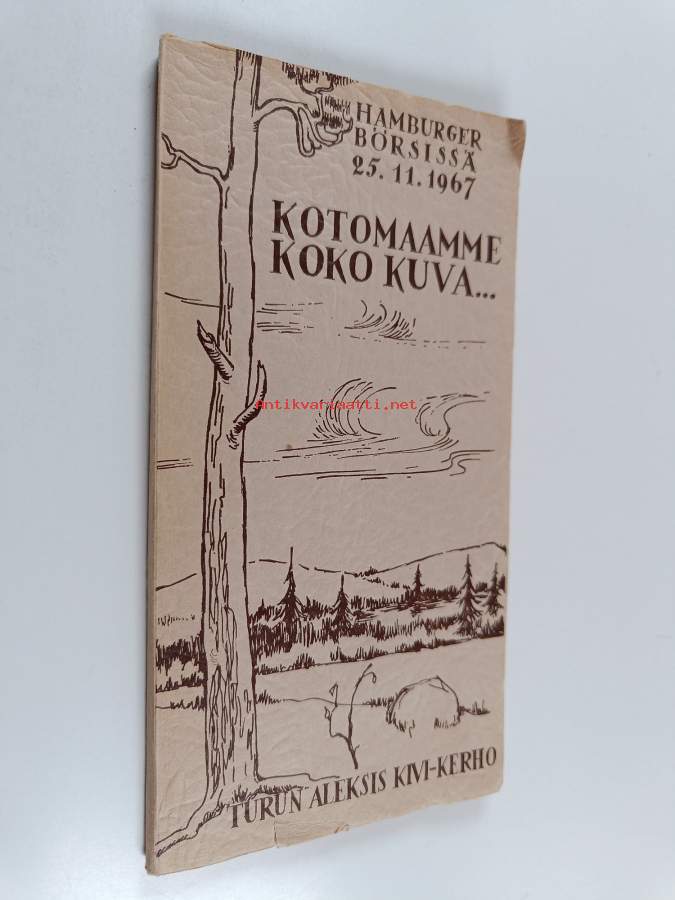 HAMBURGER
BÖRSISSÄ
25. 11. 1967
KOTOMAAMME
KOKO KUVA...
Antikvariaatti.net
TURUN ALEKSIS KIVI-KERHO